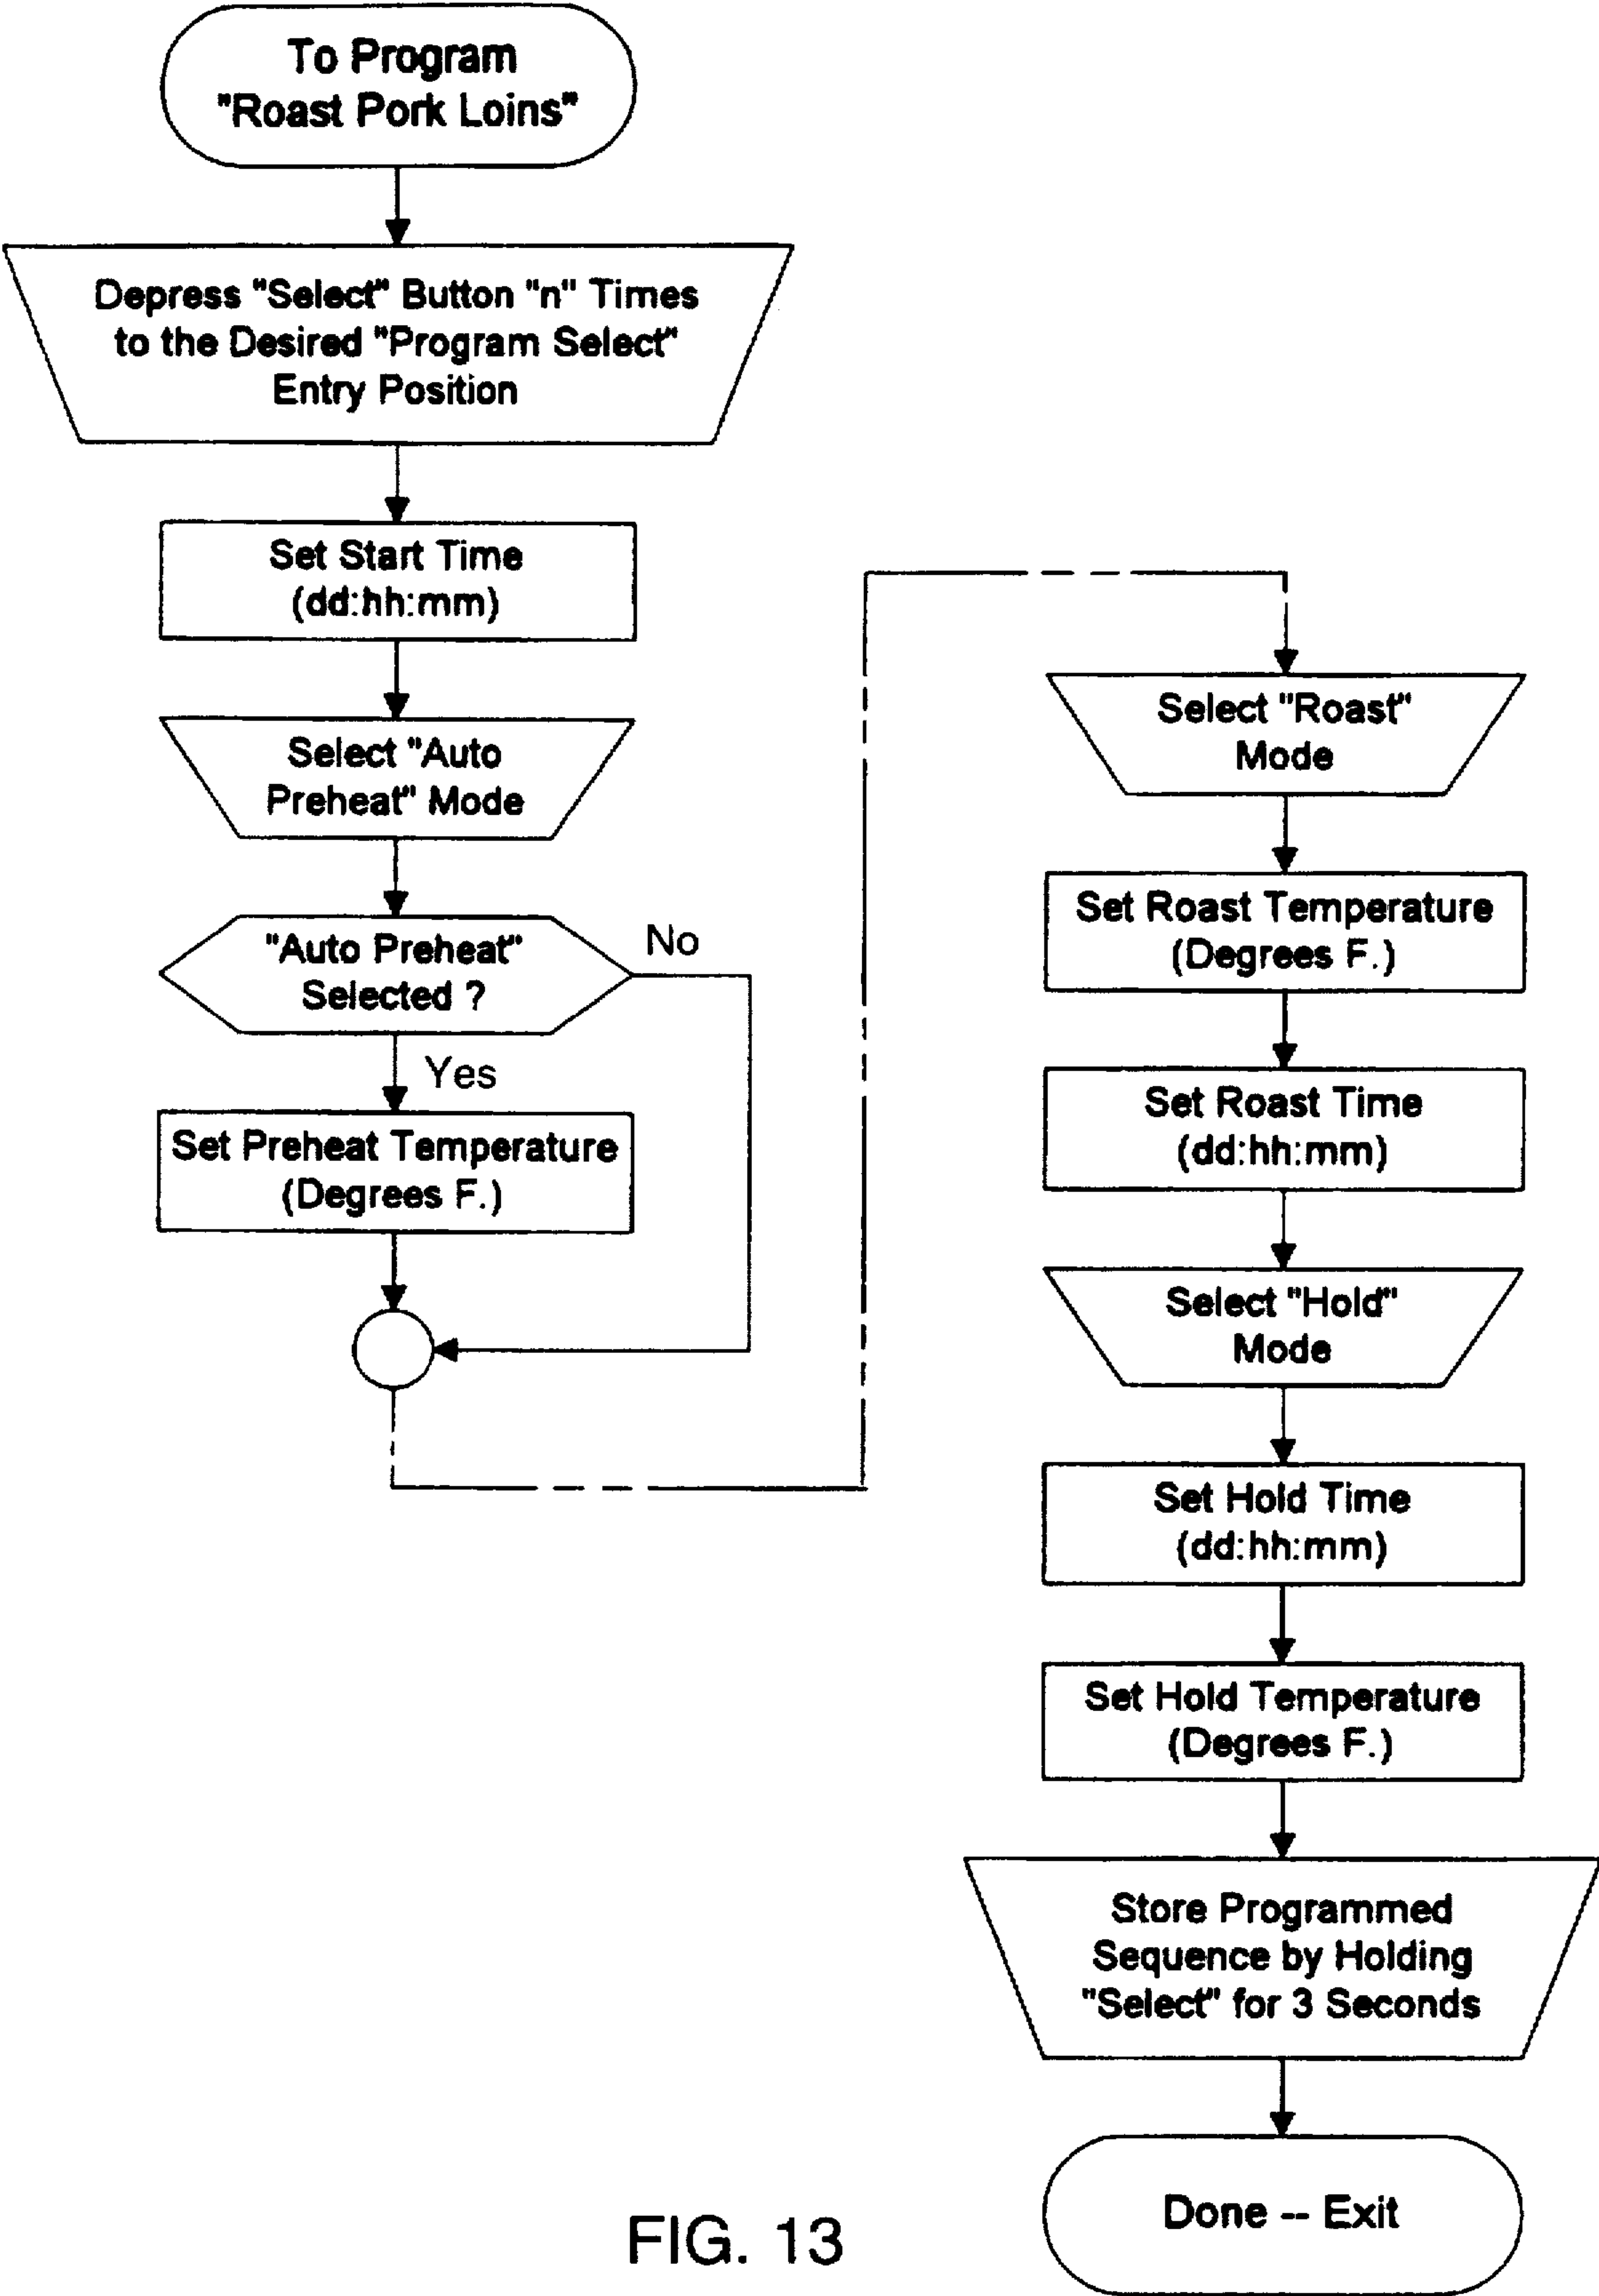 To Program
"Roast Pork Loins"
Depress "Select" Button "n" Times
to the Desired "Program Select"
Entry Position
Set Start Time
(dd:hh:mm)
Select "Auto
Preheat" Mode
"Auto Preheat"
Selected ?
No
Yes
Set Preheat Temperature
(Degrees F.)
Select "Roast"
Mode
Set Roast Temperature
(Degrees F.)
Set Roast Time
(dd:hh:mm)
Select "Hold"
Mode
Set Hold Time
(dd:hh:mm)
Set Hold Temperature
(Degrees F.)
Store Programmed
Sequence by Holding
"Select" for 3 Seconds
Done -- Exit
FIG. 13